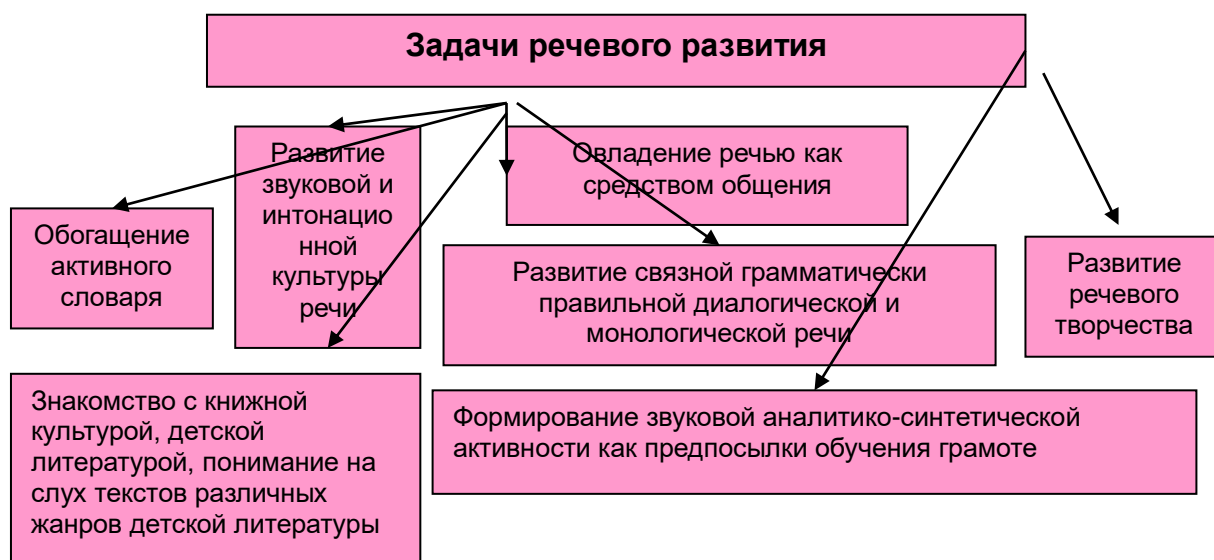 Задачи речевого развития
Развитие
звуковой и
интонацио
нной
культуры
речи
Овладение речью как
средством общения
Обогащение
активного
словаря
Развитие связной грамматически
правильной диалогической и
монологической речи
Развитие
речевого
творчества
Знакомство с книжной
культурой, детской
литературой, понимание на
слух текстов различных
жанров детской литературы
Формирование звуковой аналитико-синтетической
активности как предпосылки обучения грамоте